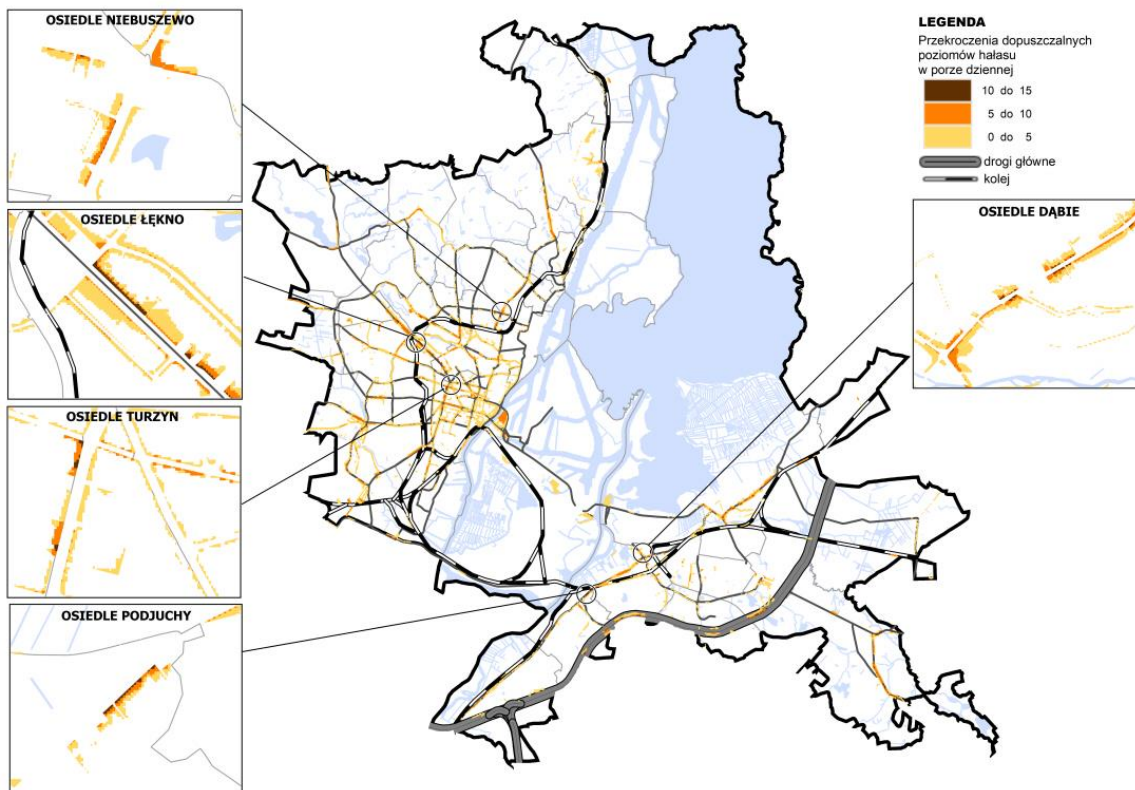 OSIEDLE NIEBUSZEWO
OSIEDLE ŁĘKNO
OSIEDLE TURZYN
OSIEDLE PODJUCHY
LEGENDA
Przekroczenia dopuszczalnych
poziomów hałasu
w porze dziennej
10 do 15
5 do 10
0 do 5
drogi główne
kolej
OSIEDLE DĄBIE